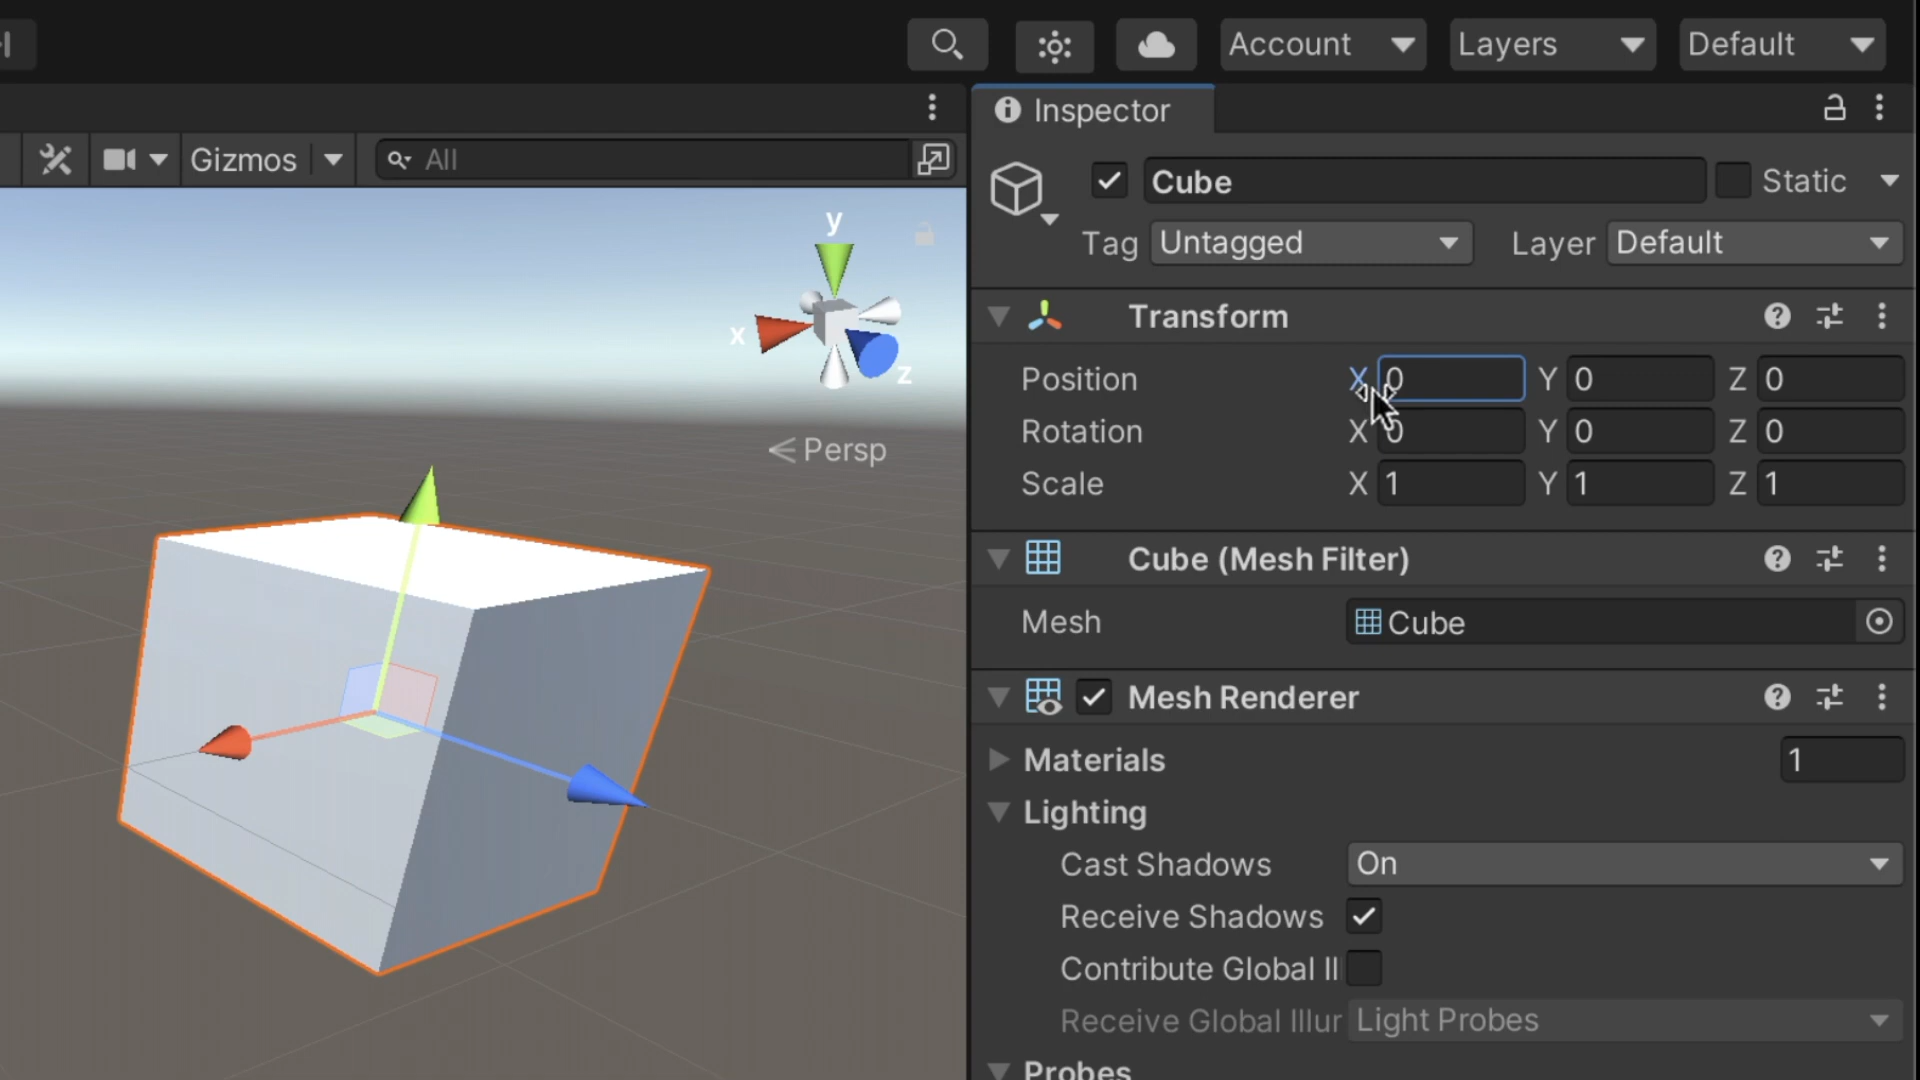 Account Layers Default
Inspector
Gizmos All
Cube Static
Tag Untagged Layer Default
y
x
z
Persp
Transform
Position X 0 Y 0 Z 0
Rotation X 0 Y 0 Z 0
Scale X 1 Y 1 Z 1
Cube (Mesh Filter)
Mesh Cube
Mesh Renderer
Materials 1
Lighting
Cast Shadows On
Receive Shadows
Contribute Global Il
Receive Global Illur Light Probes
Probes